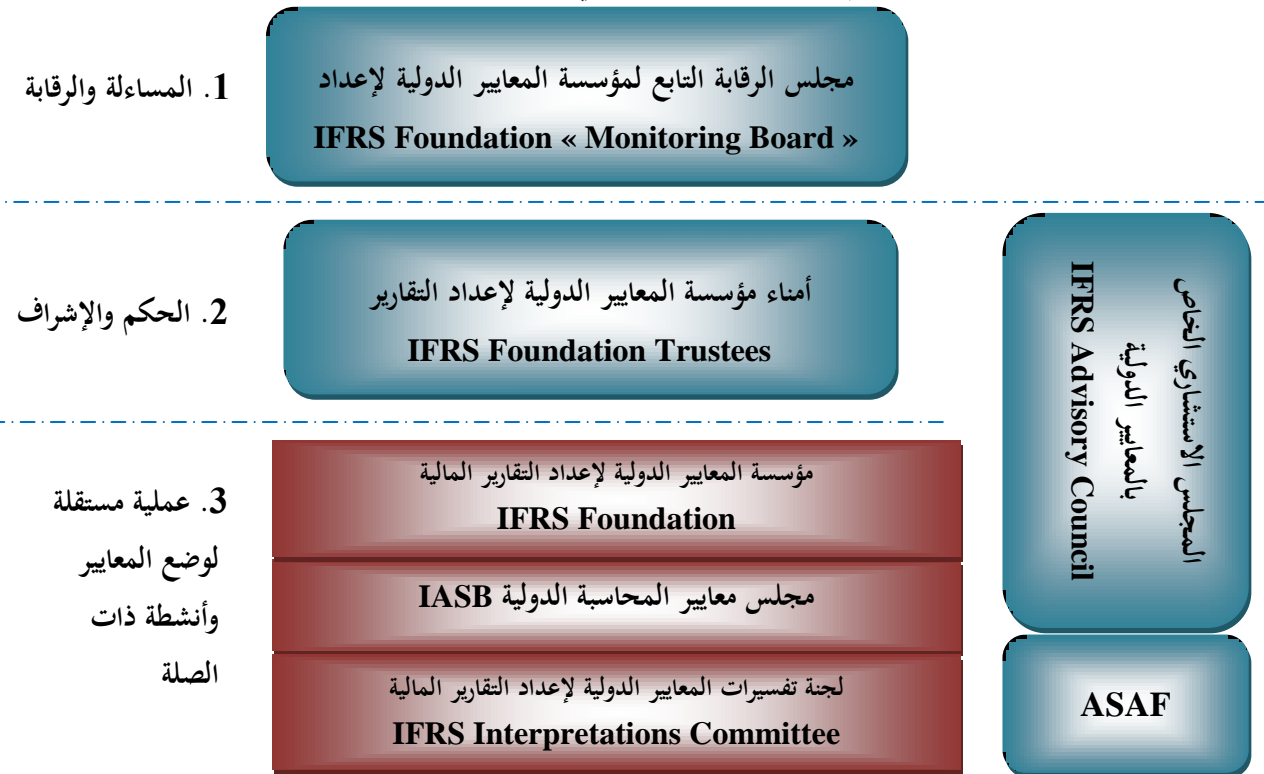 1. المساءلة والرقابة
مجلس الرقابة التابع لمؤسسة المعايير الدولية لإعداد
IFRS Foundation « Monitoring Board »
2. الحكم والإشراف
أمناء مؤسسة المعايير الدولية لإعداد التقارير
IFRS Foundation Trustees
المجلس الاستشاري الخاص
بالمعايير الدولية
IFRS Advisory Council
3. عملية مستقلة
لوضع المعايير
وأنشطة ذات
الصلة
مؤسسة المعايير الدولية لإعداد التقارير المالية
IFRS Foundation
مجلس معايير المحاسبة الدولية IASB
لجنة تفسيرات المعايير الدولية لإعداد التقارير المالية
IFRS Interpretations Committee
ASAF